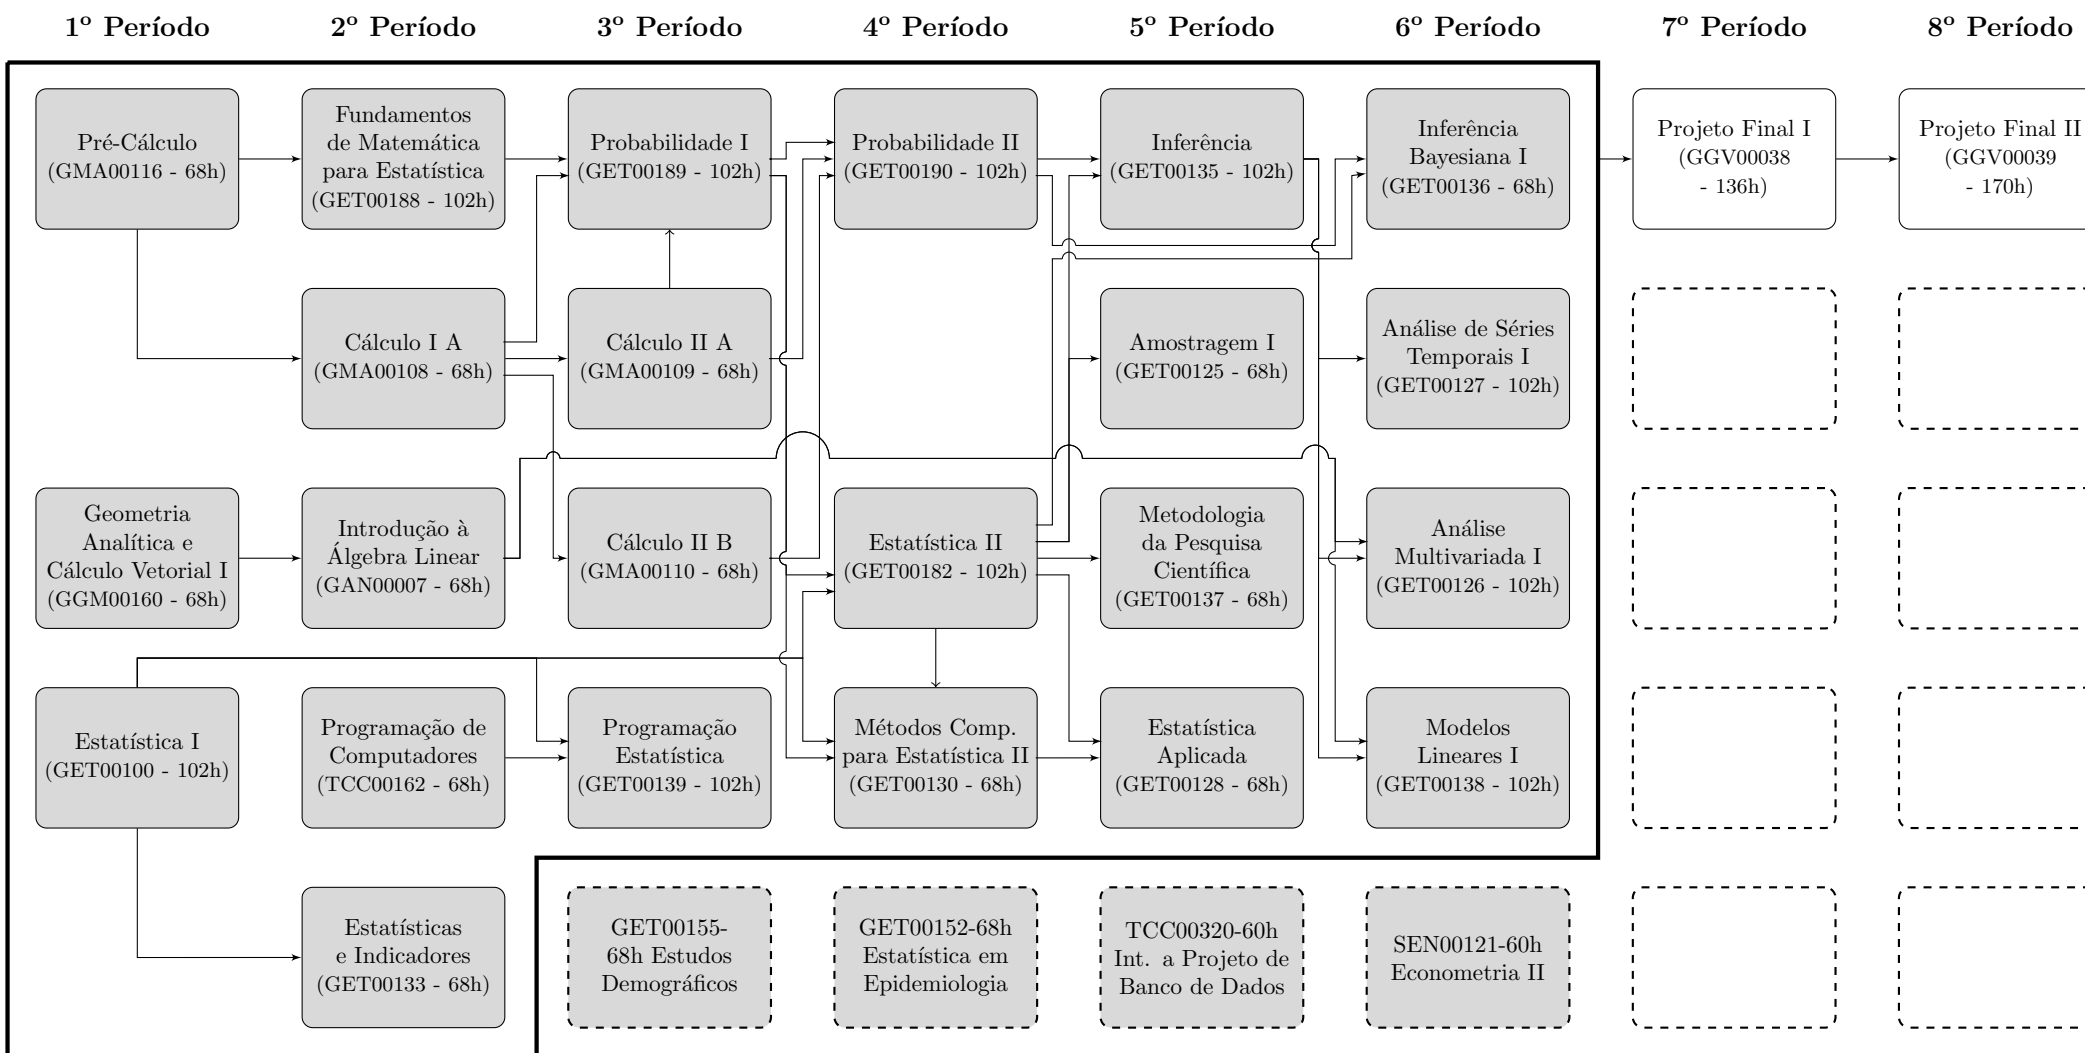 1º Período
2º Período
3º Período
4º Período
5º Período
6º Período
7º Período
8º Período
Pré-Cálculo
(GMA00116 - 68h)
Fundamentos
de Matemática
para Estatística
(GET00188 - 102h)
Probabilidade I
(GET00189 - 102h)
Probabilidade II
(GET00190 - 102h)
Inferência
(GET00135 - 102h)
Inferência
Bayesiana I
(GET00136 - 68h)
Projeto Final I
(GGV00038
- 136h)
Projeto Final II
(GGV00039
- 170h)
Cálculo I A
(GMA00108 - 68h)
Cálculo II A
(GMA00109 - 68h)
Amostragem I
(GET00125 - 68h)
Análise de Séries
Temporais I
(GET00127 - 102h)
Geometria
Analítica e
Cálculo Vetorial I
(GGM00160 - 68h)
Introdução à
Álgebra Linear
(GAN00007 - 68h)
Cálculo II B
(GMA00110 - 68h)
Estatística II
(GET00182 - 102h)
Metodologia
da Pesquisa
Científica
(GET00137 - 68h)
Análise
Multivariada I
(GET00126 - 102h)
Estatística I
(GET00100 - 102h)
Programação de
Computadores
(TCC00162 - 68h)
Programação
Estatística
(GET00139 - 102h)
Métodos Comp.
para Estatística II
(GET00130 - 68h)
Estatística
Aplicada
(GET00128 - 68h)
Modelos
Lineares I
(GET00138 - 102h)
Estatísticas
e Indicadores
(GET00133 - 68h)
GET00155-
68h Estudos
Demográficos
GET00152-68h
Estatística em
Epidemiologia
TCC00320-60h
Int. a Projeto de
Banco de Dados
SEN00121-60h
Econometria II